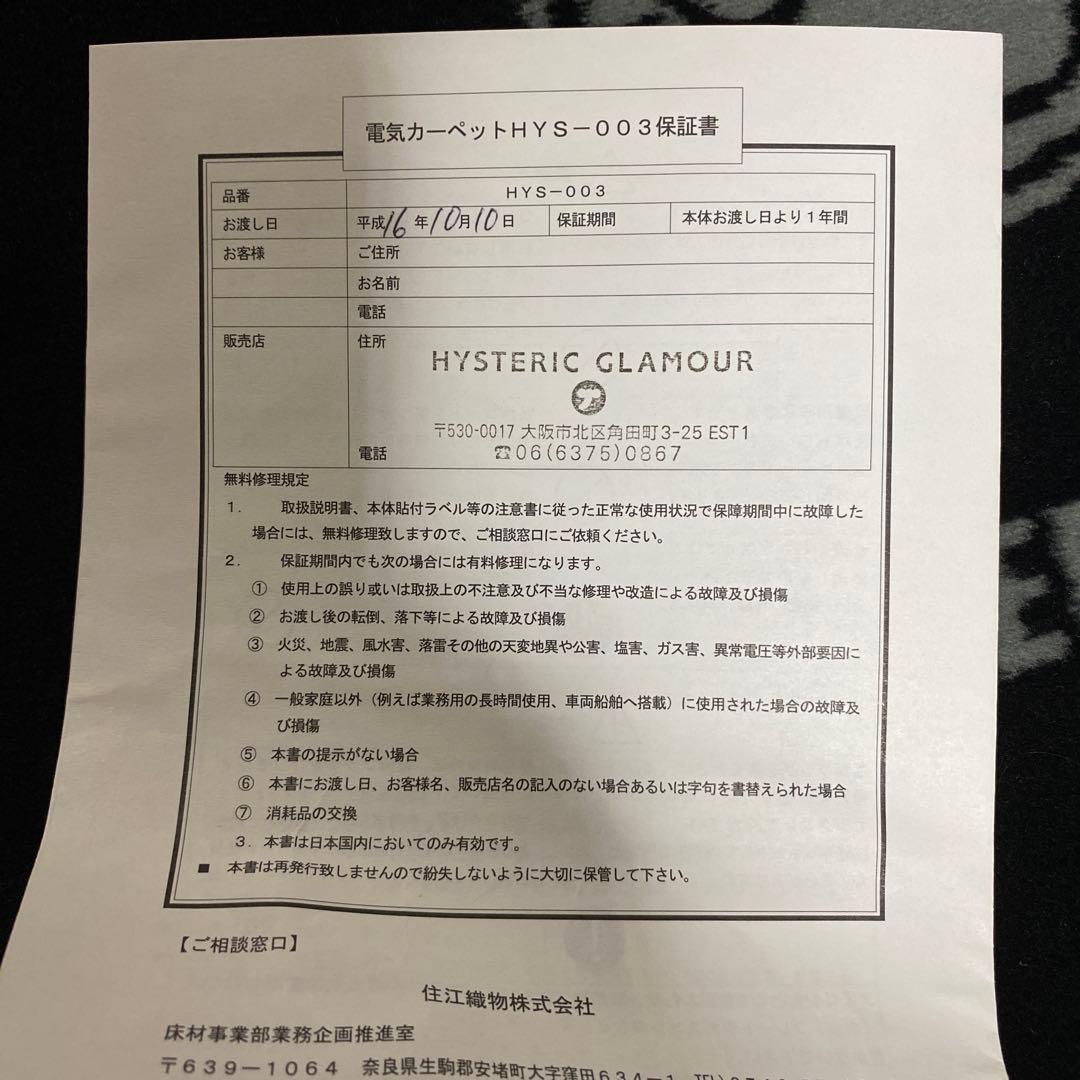 電気カーペットHYS－003保証書
品番 HYS－003
お渡し日 平成16年10月10日 保証期間 本体お渡し日より1年間
お客様 ご住所
お名前
電話
販売店 住所
HYSTERIC GLAMOUR
〒530-0017 大阪市北区角田町3-25 EST1
電話 ☎06(6375)0867
無料修理規定
1. 取扱説明書、本体貼付ラベル等の注意書に従った正常な使用状況で保障期間中に故障した
場合には、無料修理致しますので、ご相談窓口にご依頼ください。
2. 保証期間内でも次の場合には有料修理になります。
① 使用上の誤り或いは取扱上の不注意及び不当な修理や改造による故障及び損傷
② お渡し後の転倒、落下等による故障及び損傷
③ 火災、地震、風水害、落雷その他の天変地異や公害、塩害、ガス害、異常電圧等外部要因に
よる故障及び損傷
④ 一般家庭以外（例えば業務用の長時間使用、車両船舶へ搭載）に使用された場合の故障及
び損傷
⑤ 本書の提示がない場合
⑥ 本書にお渡し日、お客様名、販売店名の記入のない場合あるいは字句を書替えられた場合
⑦ 消耗品の交換
3. 本書は日本国内においてのみ有効です。
■ 本書は再発行致しませんので紛失しないように大切に保管して下さい。
【ご相談窓口】
住江織物株式会社
床材事業部業務企画推進室
〒639－1064 奈良県生駒郡安堵町大字窪田634－1